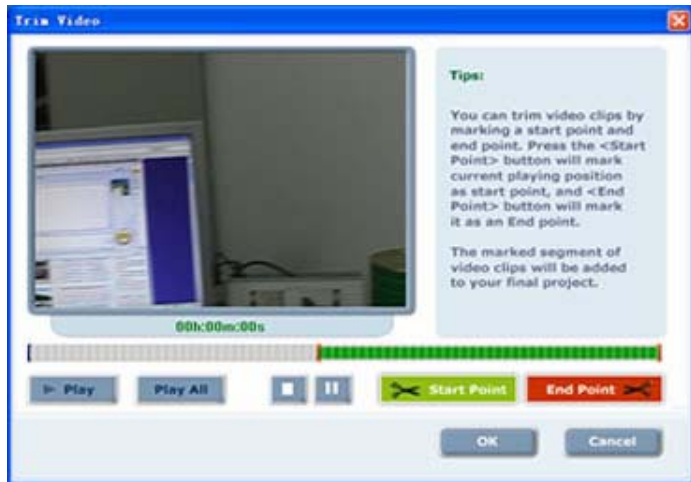 Trim Video
Tips:
You can trim video clips by
marking a start point and
end point. Press the <Start
Point> button will mark
current playing position
as start point, and <End
Point> button will mark
it as an End point.
The marked segment of
video clips will be added
to your final project.
00h:00m:00s
Play
Play All
Start Point
End Point
OK
Cancel